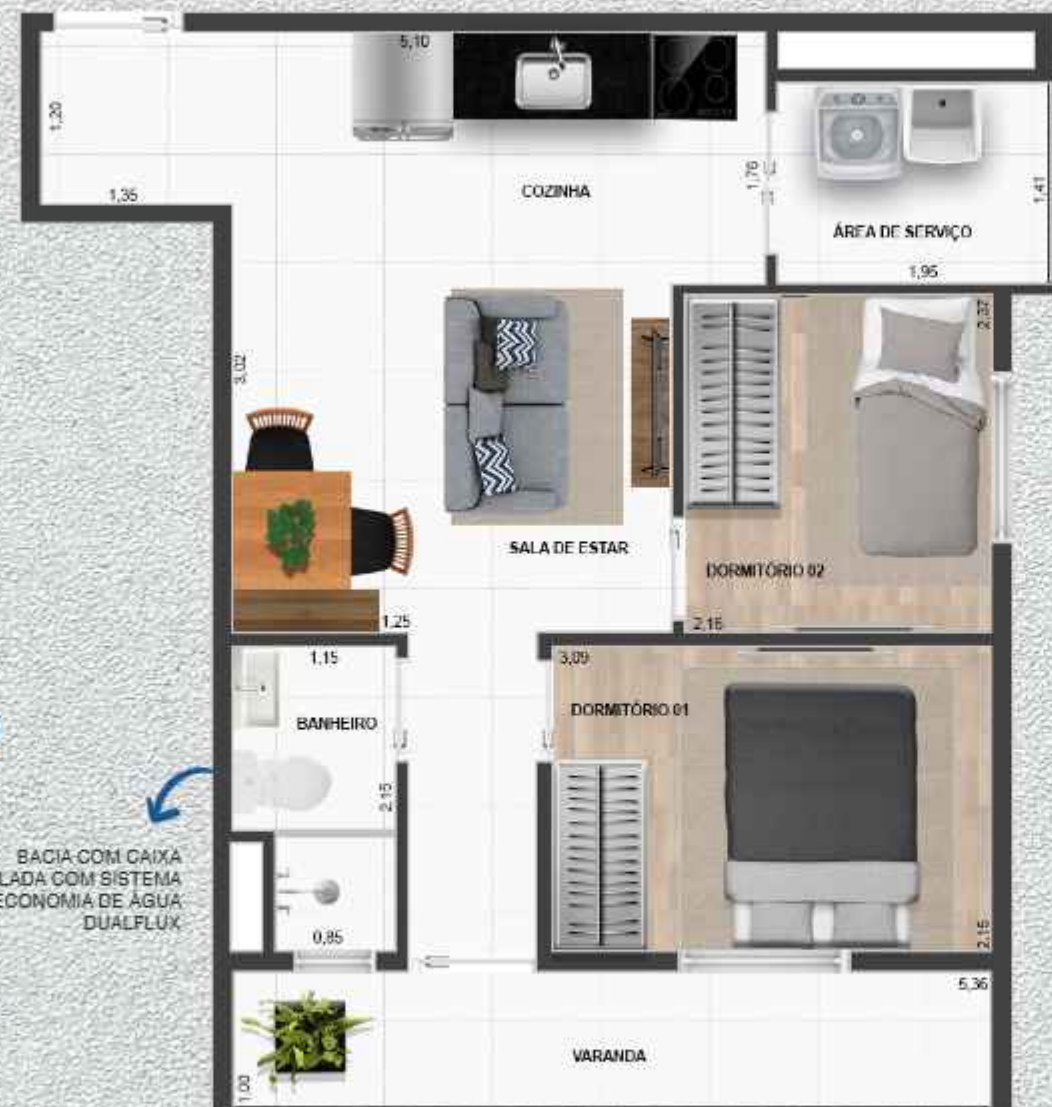 5,10
1,20
1,35
COZINHA
1,76
1,41
ÁREA DE SERVIÇO
1,95
3,02
2,37
SALA DE ESTAR
DORMITÓRIO 02
1,25
2,15
1,15
3,09
BANHEIRO
DORMITÓRIO 01
2,15
BACIA COM CAIXA
LADA COM SISTEMA
ECONOMIA DE ÁGUA
DUALFLUX
0,85
2,15
5,36
VARANDA
1,00